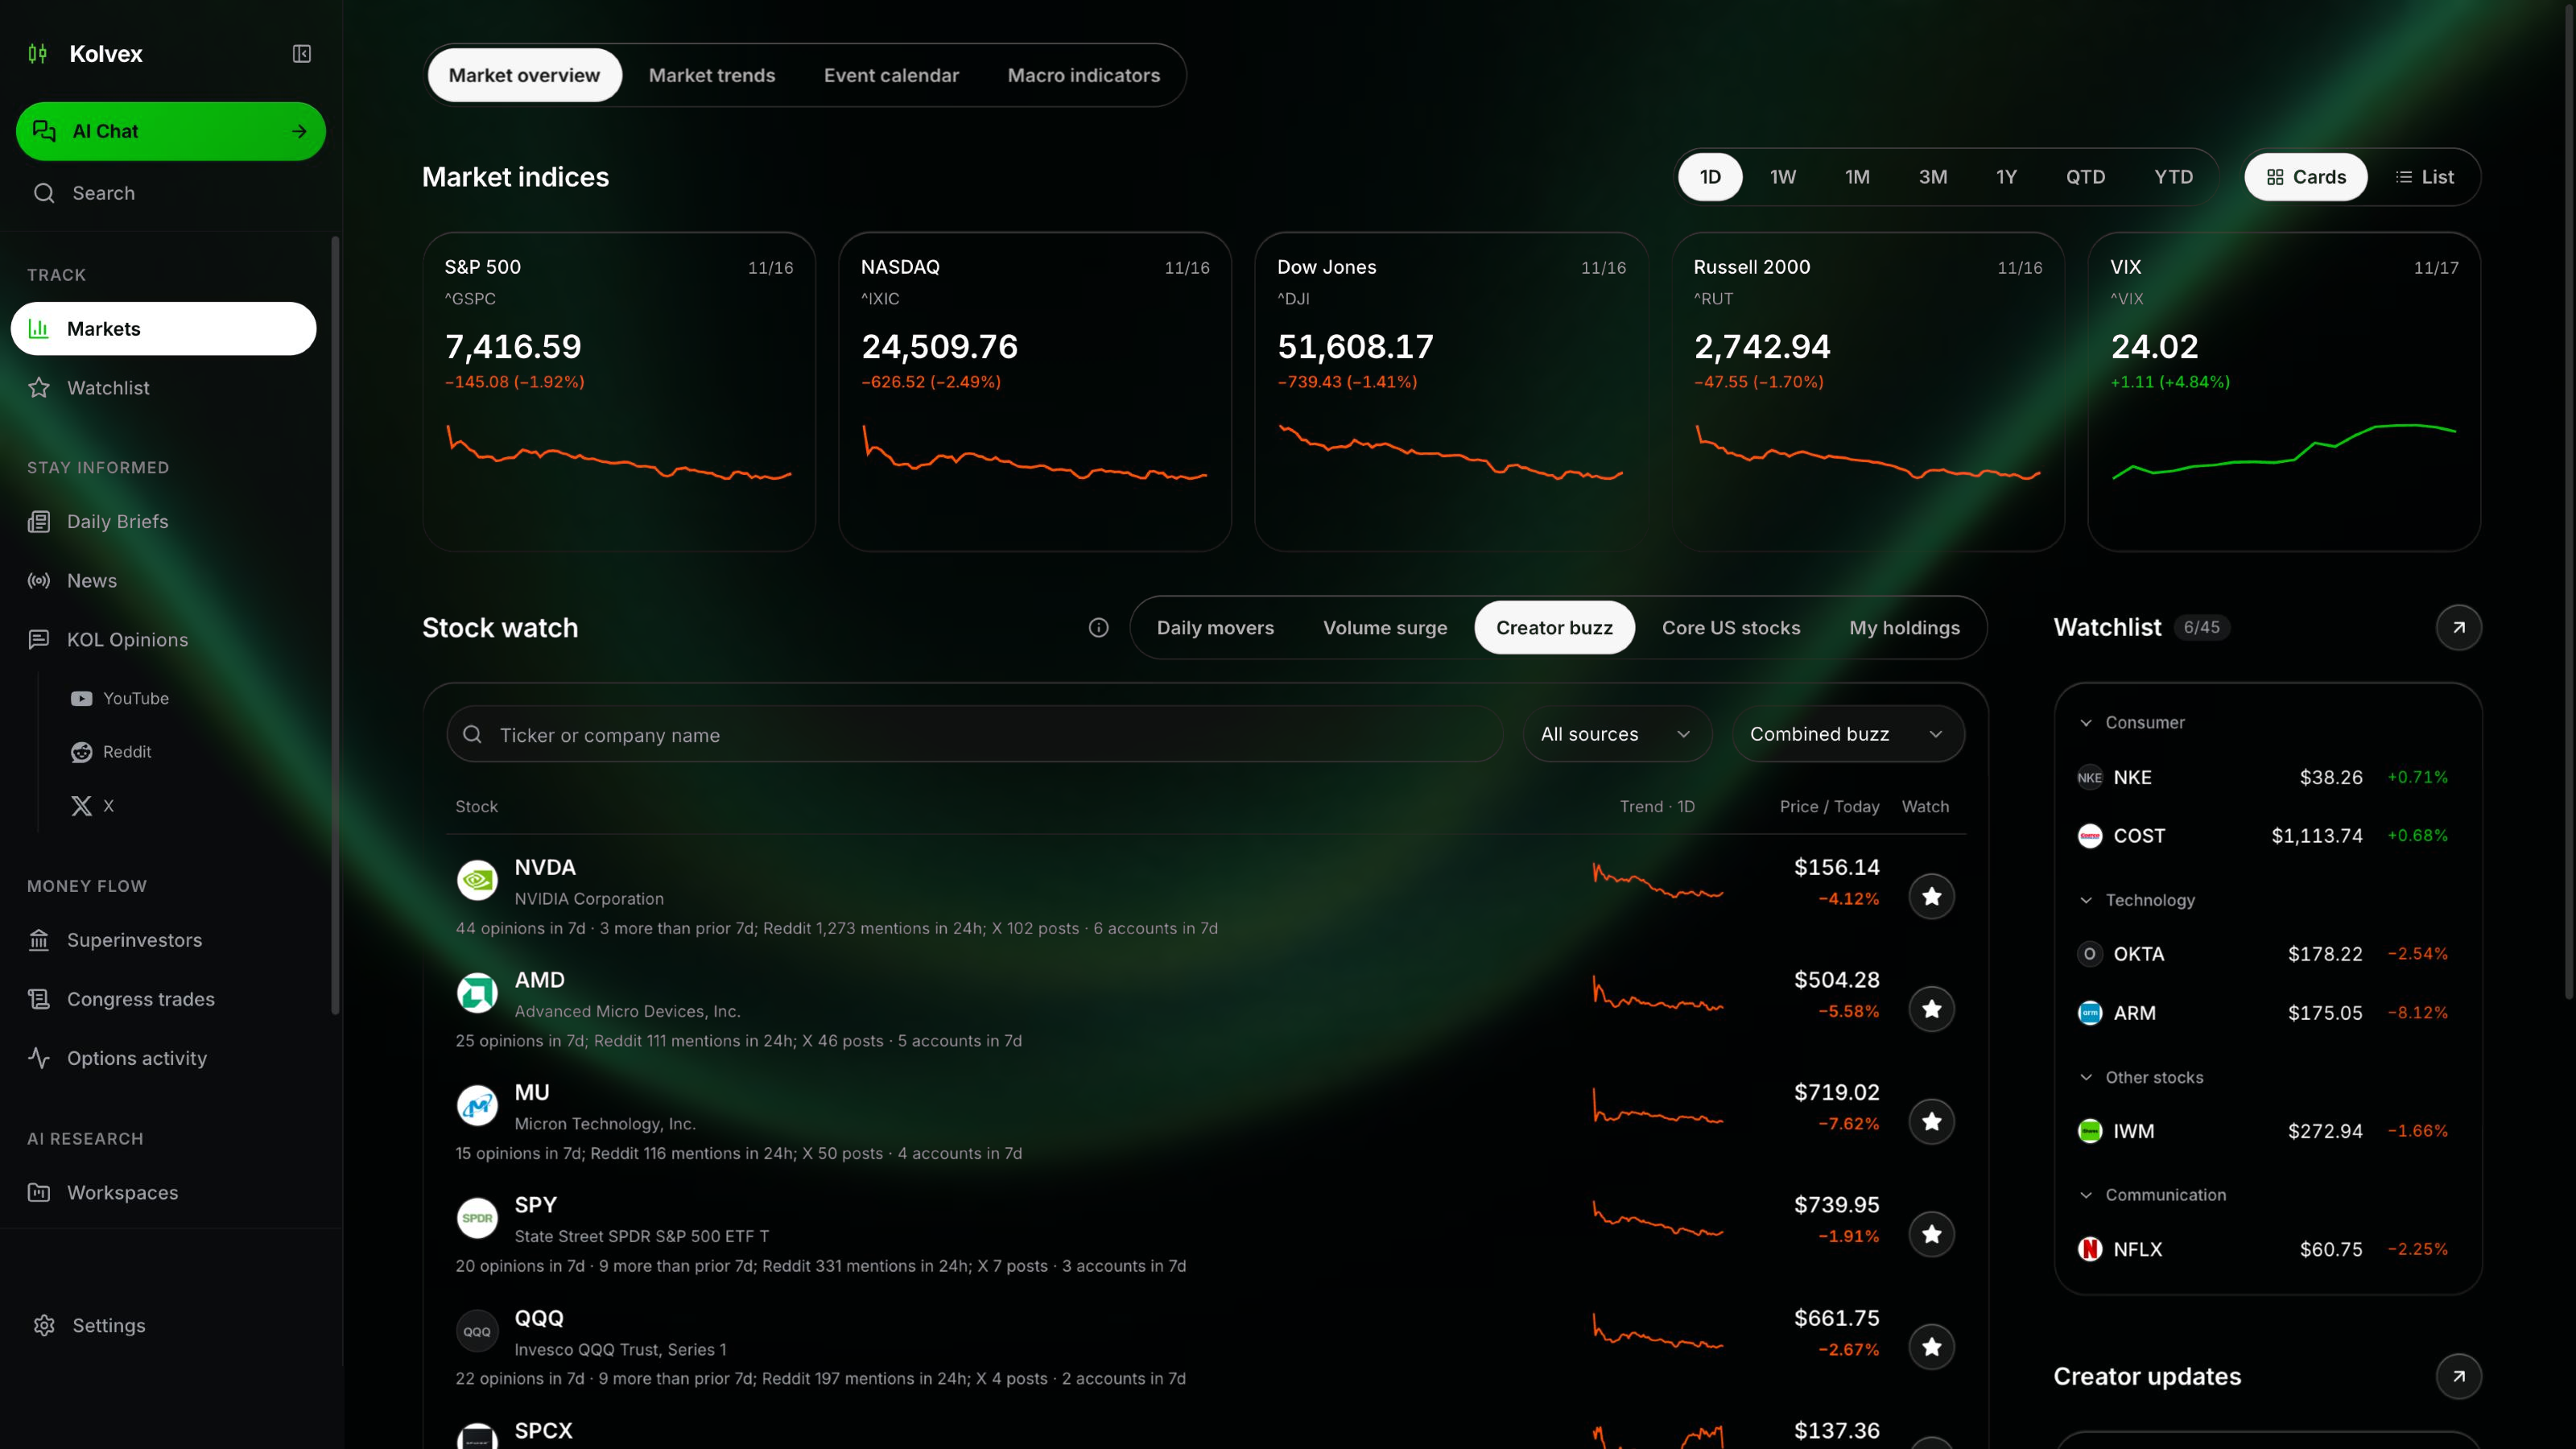 Kolvex
AI Chat
Search
TRACK
Markets
Watchlist
STAY INFORMED
Daily Briefs
News
KOL Opinions
YouTube
Reddit
X
MONEY FLOW
Superinvestors
Congress trades
Options activity
AI RESEARCH
Workspaces
Settings
Market overview Market trends Event calendar Macro indicators
Market indices
1D 1W 1M 3M 1Y QTD YTD
Cards List
S&P 500 11/16
^GSPC
7,416.59
−145.08 (−1.92%)
NASDAQ 11/16
^IXIC
24,509.76
−626.52 (−2.49%)
Dow Jones 11/16
^DJI
51,608.17
−739.43 (−1.41%)
Russell 2000 11/16
^RUT
2,742.94
−47.55 (−1.70%)
VIX 11/17
^VIX
24.02
+1.11 (+4.84%)
Stock watch
Daily movers Volume surge Creator buzz Core US stocks My holdings
Ticker or company name
All sources
Combined buzz
Stock Trend · 1D Price / Today Watch
NVDA $156.14
NVIDIA Corporation −4.12%
44 opinions in 7d · 3 more than prior 7d; Reddit 1,273 mentions in 24h; X 102 posts · 6 accounts in 7d
AMD $504.28
Advanced Micro Devices, Inc. −5.58%
25 opinions in 7d; Reddit 111 mentions in 24h; X 46 posts · 5 accounts in 7d
MU $719.02
Micron Technology, Inc. −7.62%
15 opinions in 7d; Reddit 116 mentions in 24h; X 50 posts · 4 accounts in 7d
SPDR
SPY $739.95
State Street SPDR S&P 500 ETF T −1.91%
20 opinions in 7d · 9 more than prior 7d; Reddit 331 mentions in 24h; X 7 posts · 3 accounts in 7d
QQQ
QQQ $661.75
Invesco QQQ Trust, Series 1 −2.67%
22 opinions in 7d · 9 more than prior 7d; Reddit 197 mentions in 24h; X 4 posts · 2 accounts in 7d
SPCX $137.36
Watchlist 6/45
Consumer
NKE NKE $38.26 +0.71%
COST $1,113.74 +0.68%
Technology
O OKTA $178.22 −2.54%
arm ARM $175.05 −8.12%
Other stocks
IWM $272.94 −1.66%
Communication
N NFLX $60.75 −2.25%
Creator updates